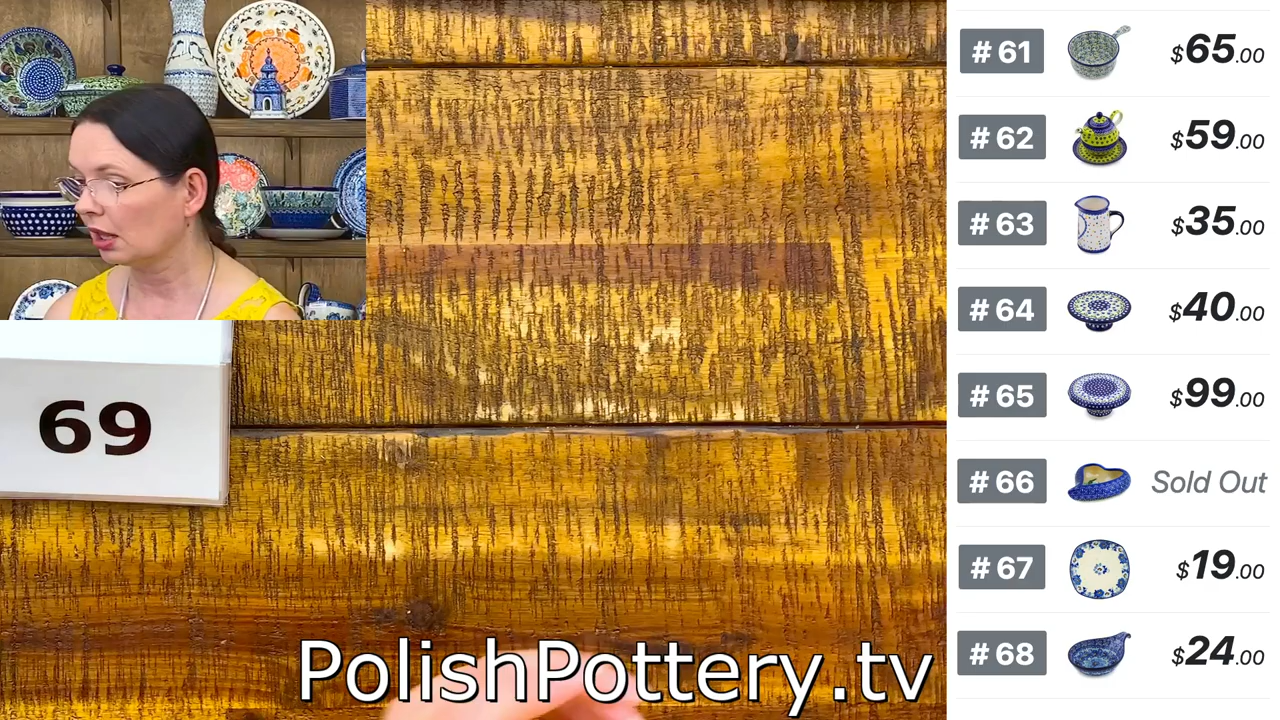 69
PolishPottery.tv
# 61 $65.00
# 62 $59.00
# 63 $35.00
# 64 $40.00
# 65 $99.00
# 66 Sold Out
# 67 $19.00
# 68 $24.00